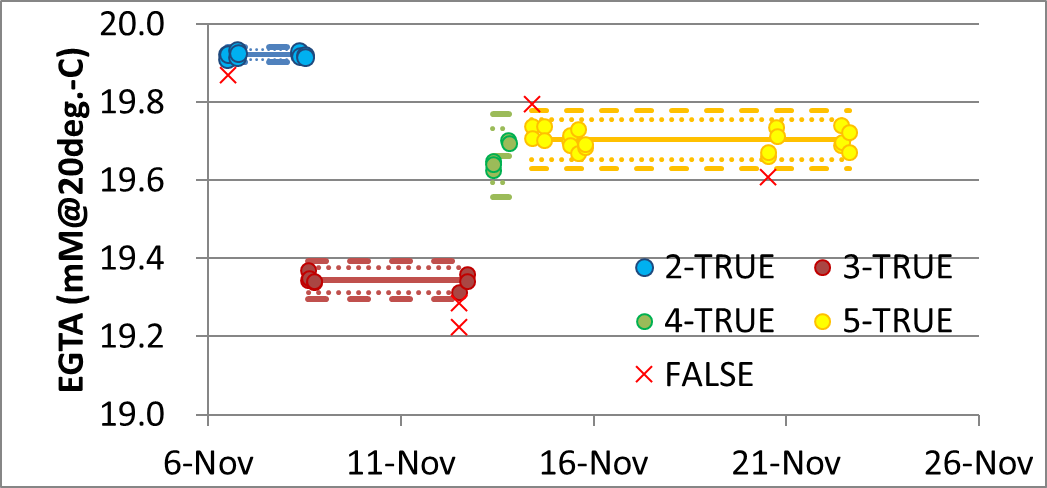 20.0
19.8
19.6
19.4
19.2
19.0
EGTA (mM@20deg.-C)
2-TRUE 3-TRUE
4-TRUE 5-TRUE
FALSE
6-Nov 11-Nov 16-Nov 21-Nov 26-Nov